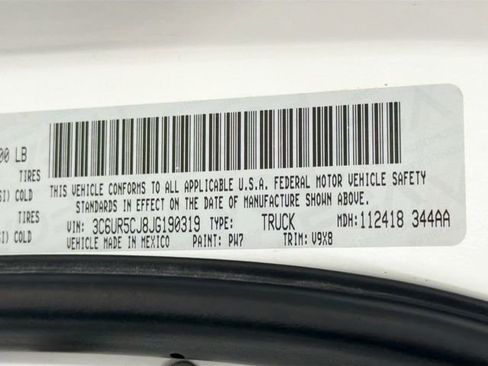 00 LB
TIRES
SI) COLD
TIRES
SI) COLD
THIS VEHICLE CONFORMS TO ALL APPLICABLE U.S.A. FEDERAL MOTOR VEHICLE SAFETY
STANDARDS IN EFFECT ON THE DATE OF MANUFACTURE SHOWN ABOVE.
VIN: 3C6UR5CJ8JG190319 TYPE: TRUCK MDH: 112418 344AA
VEHICLE MADE IN MEXICO PAINT: PW7 TRIM: V9X8